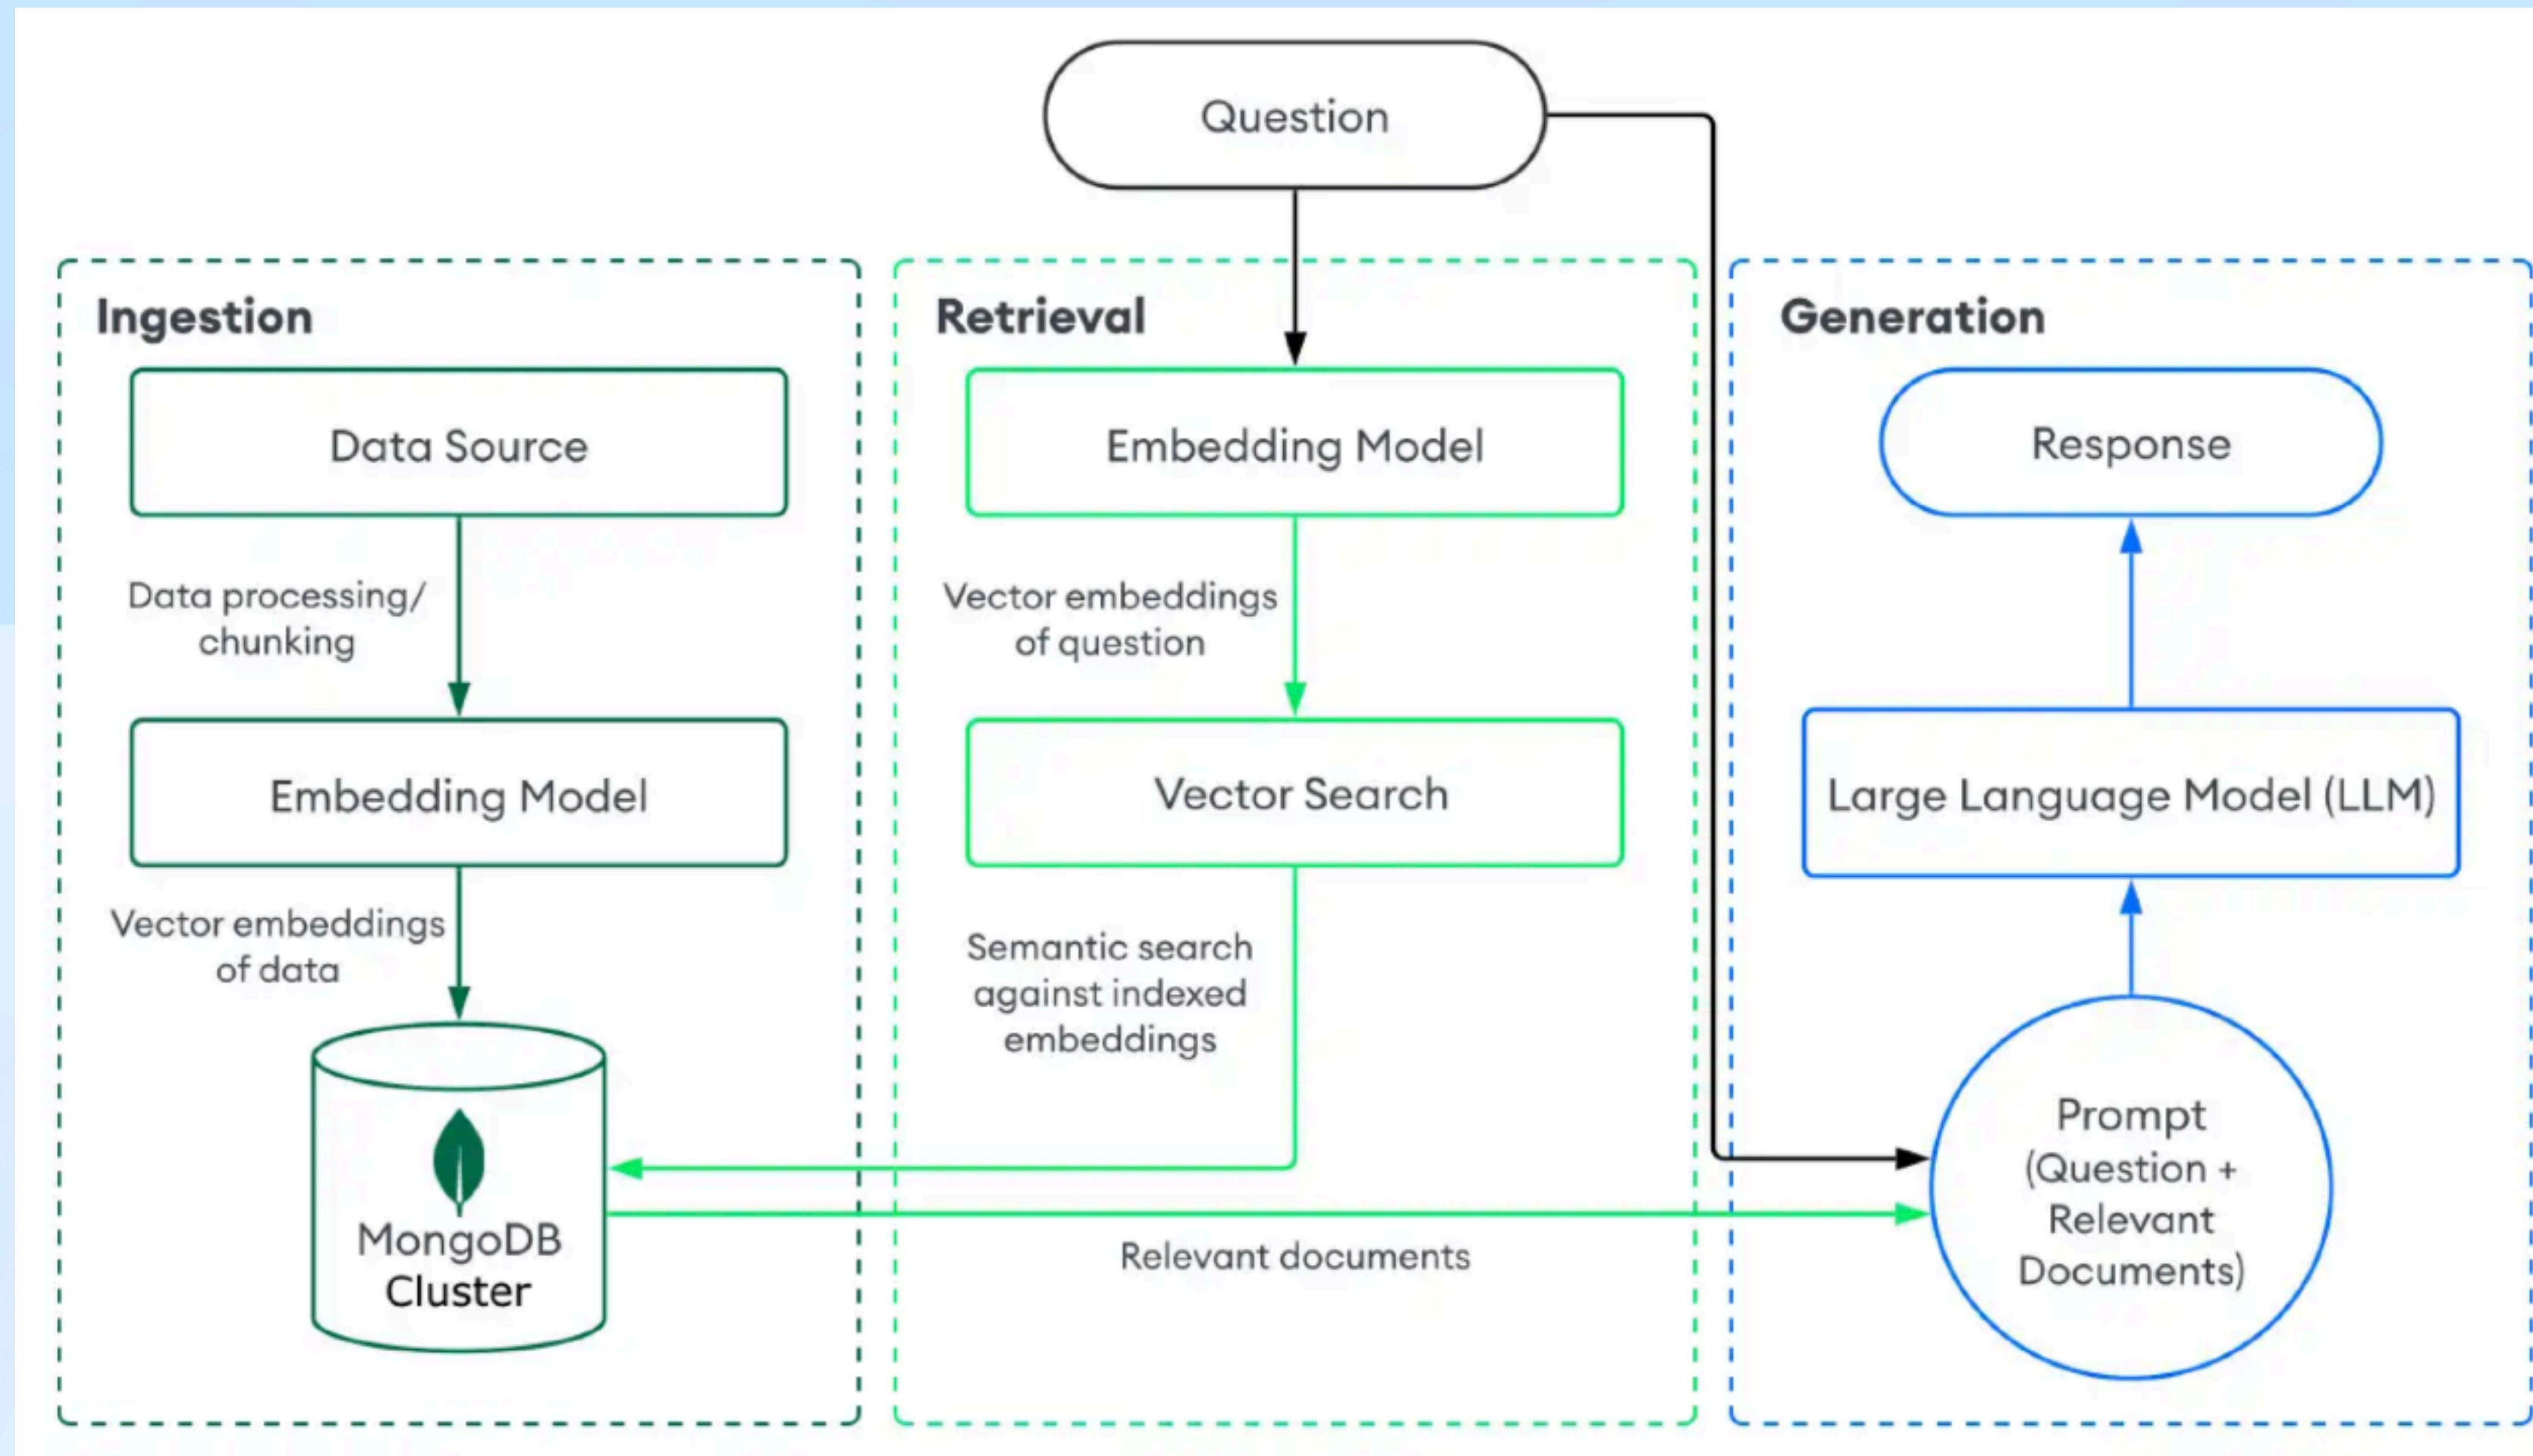 Question
Ingestion
Data Source
Data processing/
chunking
Embedding Model
Vector embeddings
of data
MongoDB
Cluster
Retrieval
Embedding Model
Vector embeddings
of question
Vector Search
Semantic search
against indexed
embeddings
Relevant documents
Generation
Response
Large Language Model (LLM)
Prompt
(Question +
Relevant
Documents)